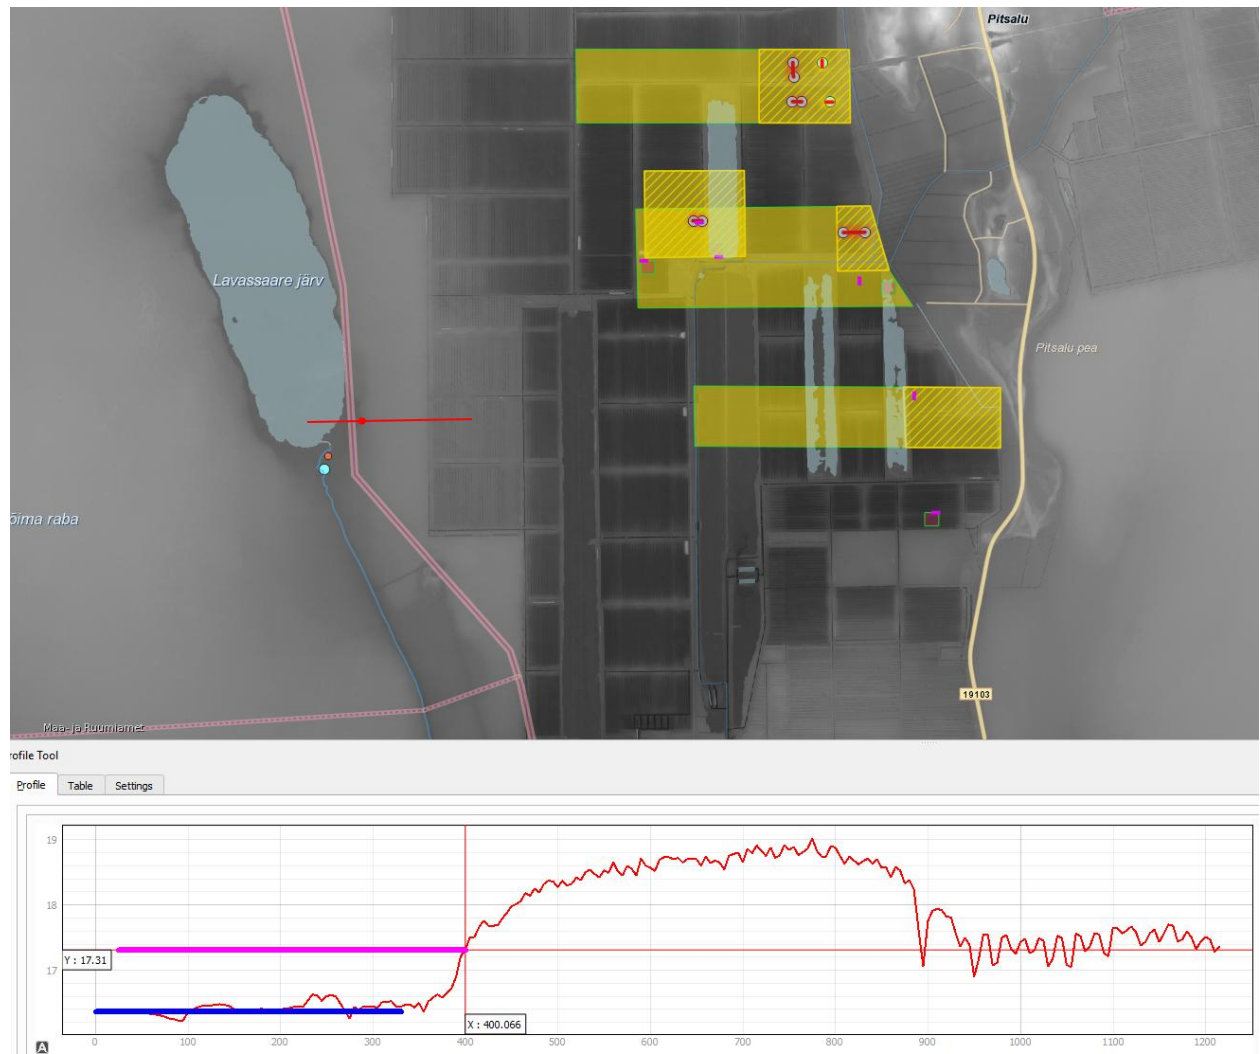 Pitsalu
Lavassaare järv
Pitsalu pea
õima raba
19103
Maa- ja Ruumiamet
rofile Tool
Profile Table Settings
19
18
17
Y : 17.31
X : 400.066
0 100 200 300 400 500 600 700 800 900 1000 1100 1200
A